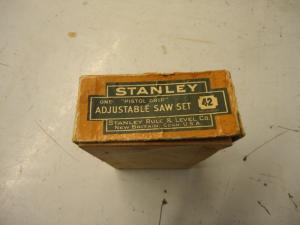 STANLEY
ONE "PISTOL GRIP"
ADJUSTABLE SAW SET
42
STANLEY RULE & LEVEL CO.
NEW BRITAIN, CONN. U.S.A.